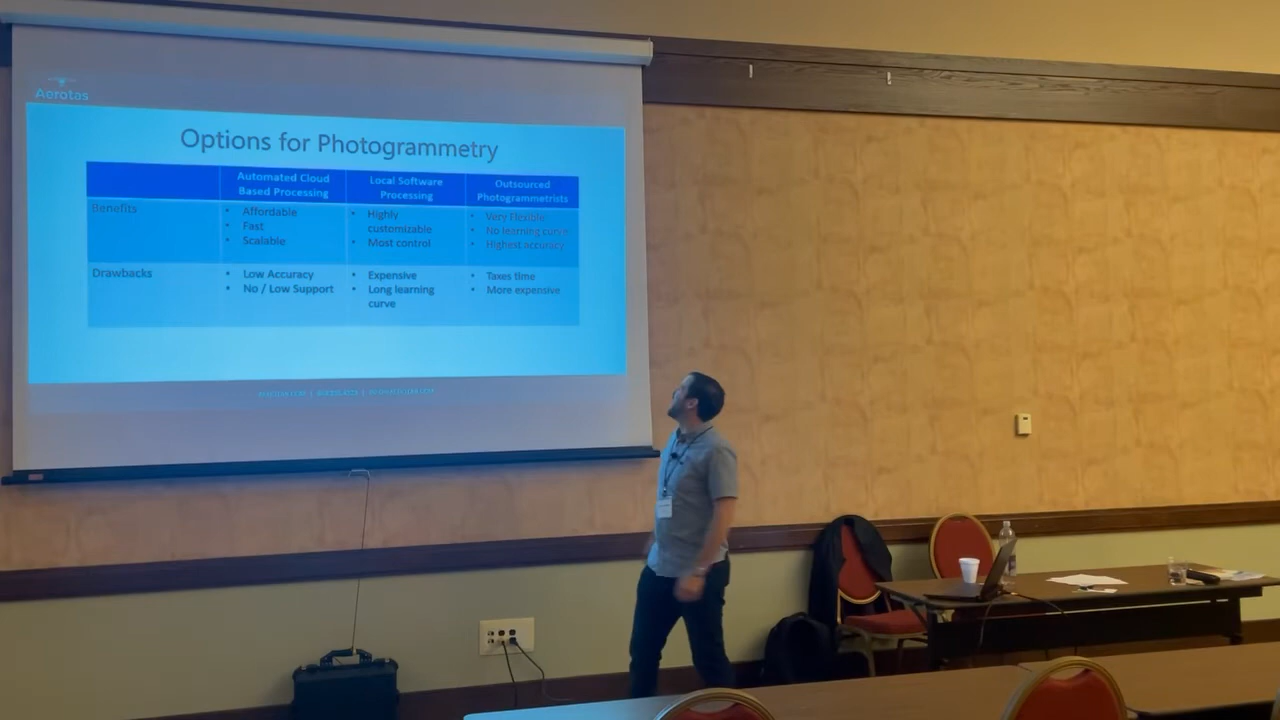 Aerotas
Options for Photogrammetry
Automated Cloud
Based Processing
Local Software
Processing
Outsourced
Photogrammetrists
Benefits
• Affordable
• Fast
• Scalable
• Highly
customizable
• Most control
• Very Flexible
• No learning curve
• Highest accuracy
Drawbacks
• Low Accuracy
• No / Low Support
• Expensive
• Long learning
curve
• Taxes time
• More expensive